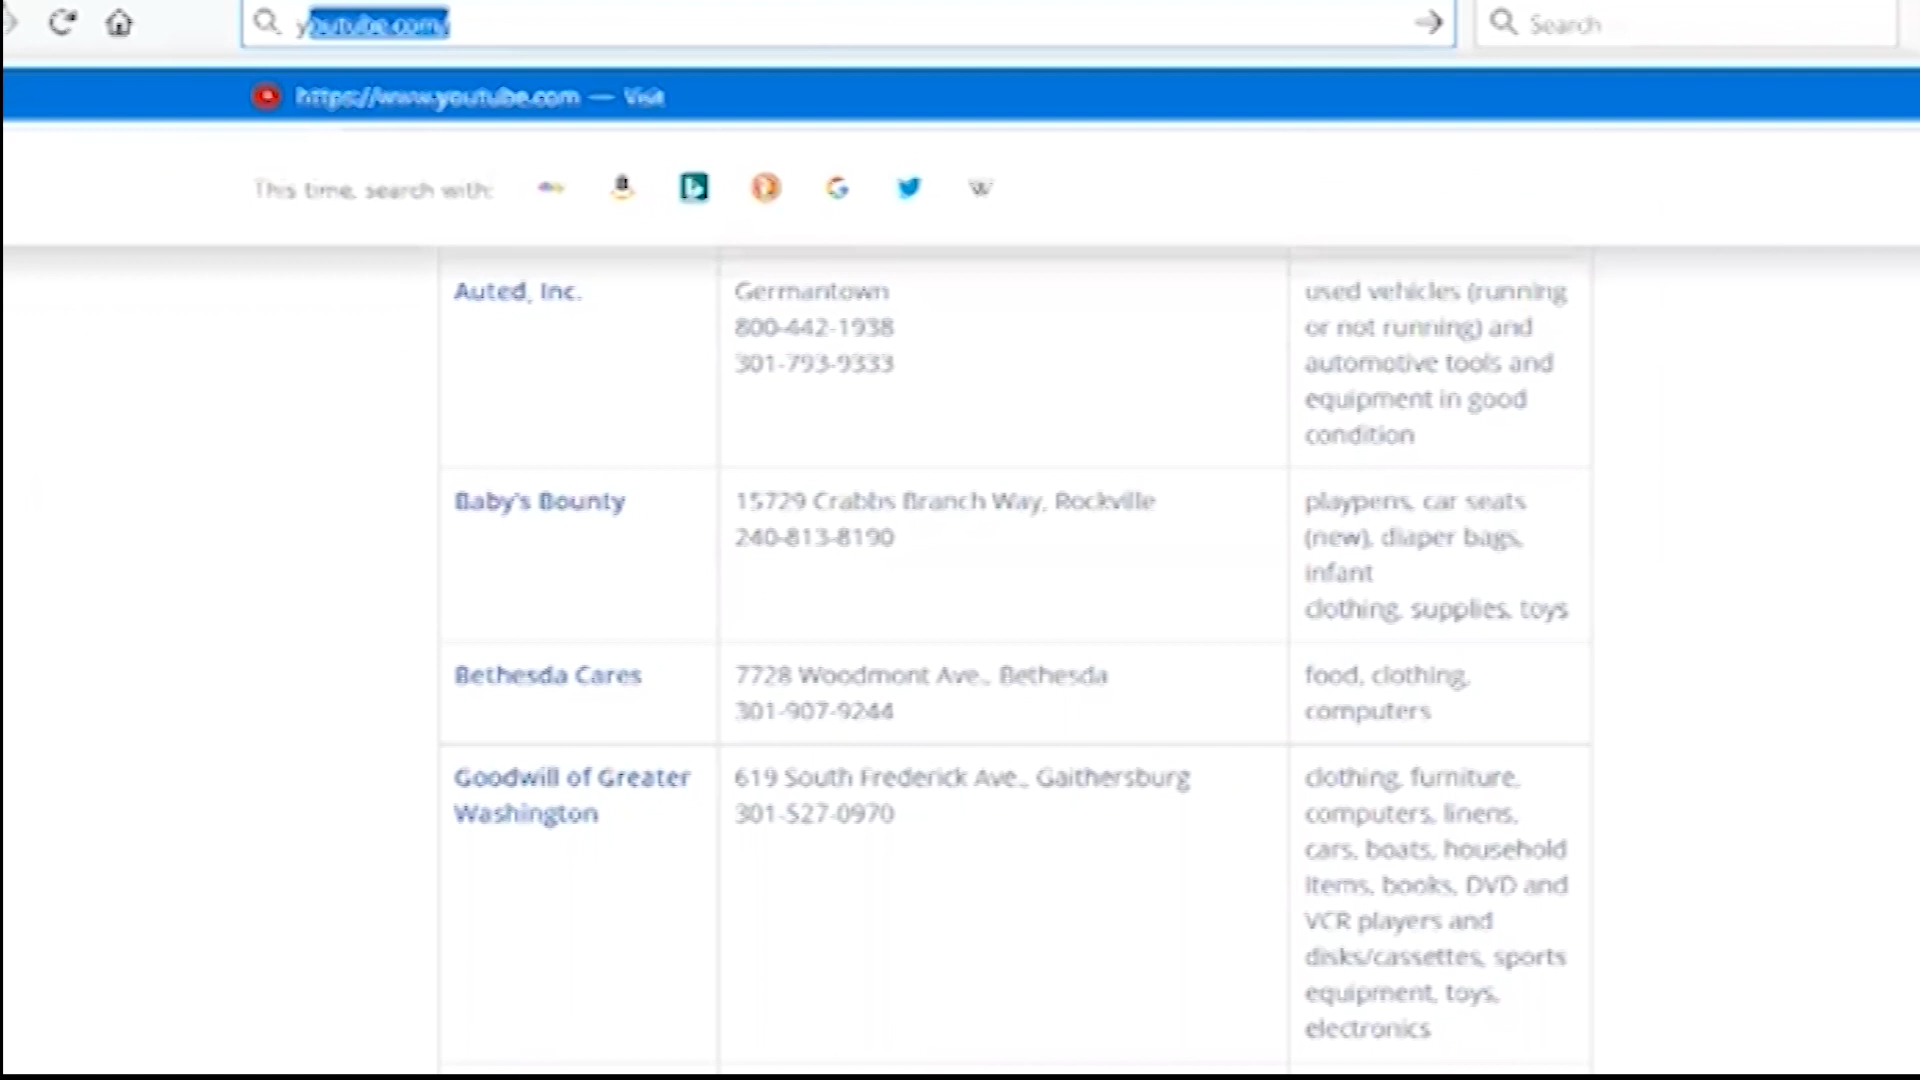 youtube.com/
Search
https://www.youtube.com — Visit
This time, search with:
Auted, Inc.
Germantown
800-442-1938
301-793-9333
used vehicles (running
or not running) and
automotive tools and
equipment in good
condition
Baby's Bounty
15729 Crabbs Branch Way, Rockville
240-813-8190
playpens, car seats
(new), diaper bags,
infant
clothing, supplies, toys
Bethesda Cares
7728 Woodmont Ave., Bethesda
301-907-9244
food, clothing,
computers
Goodwill of Greater
Washington
619 South Frederick Ave., Gaithersburg
301-527-0970
clothing, furniture,
computers, linens,
cars, boats, household
items, books, DVD and
VCR players and
disks/cassettes, sports
equipment, toys,
electronics